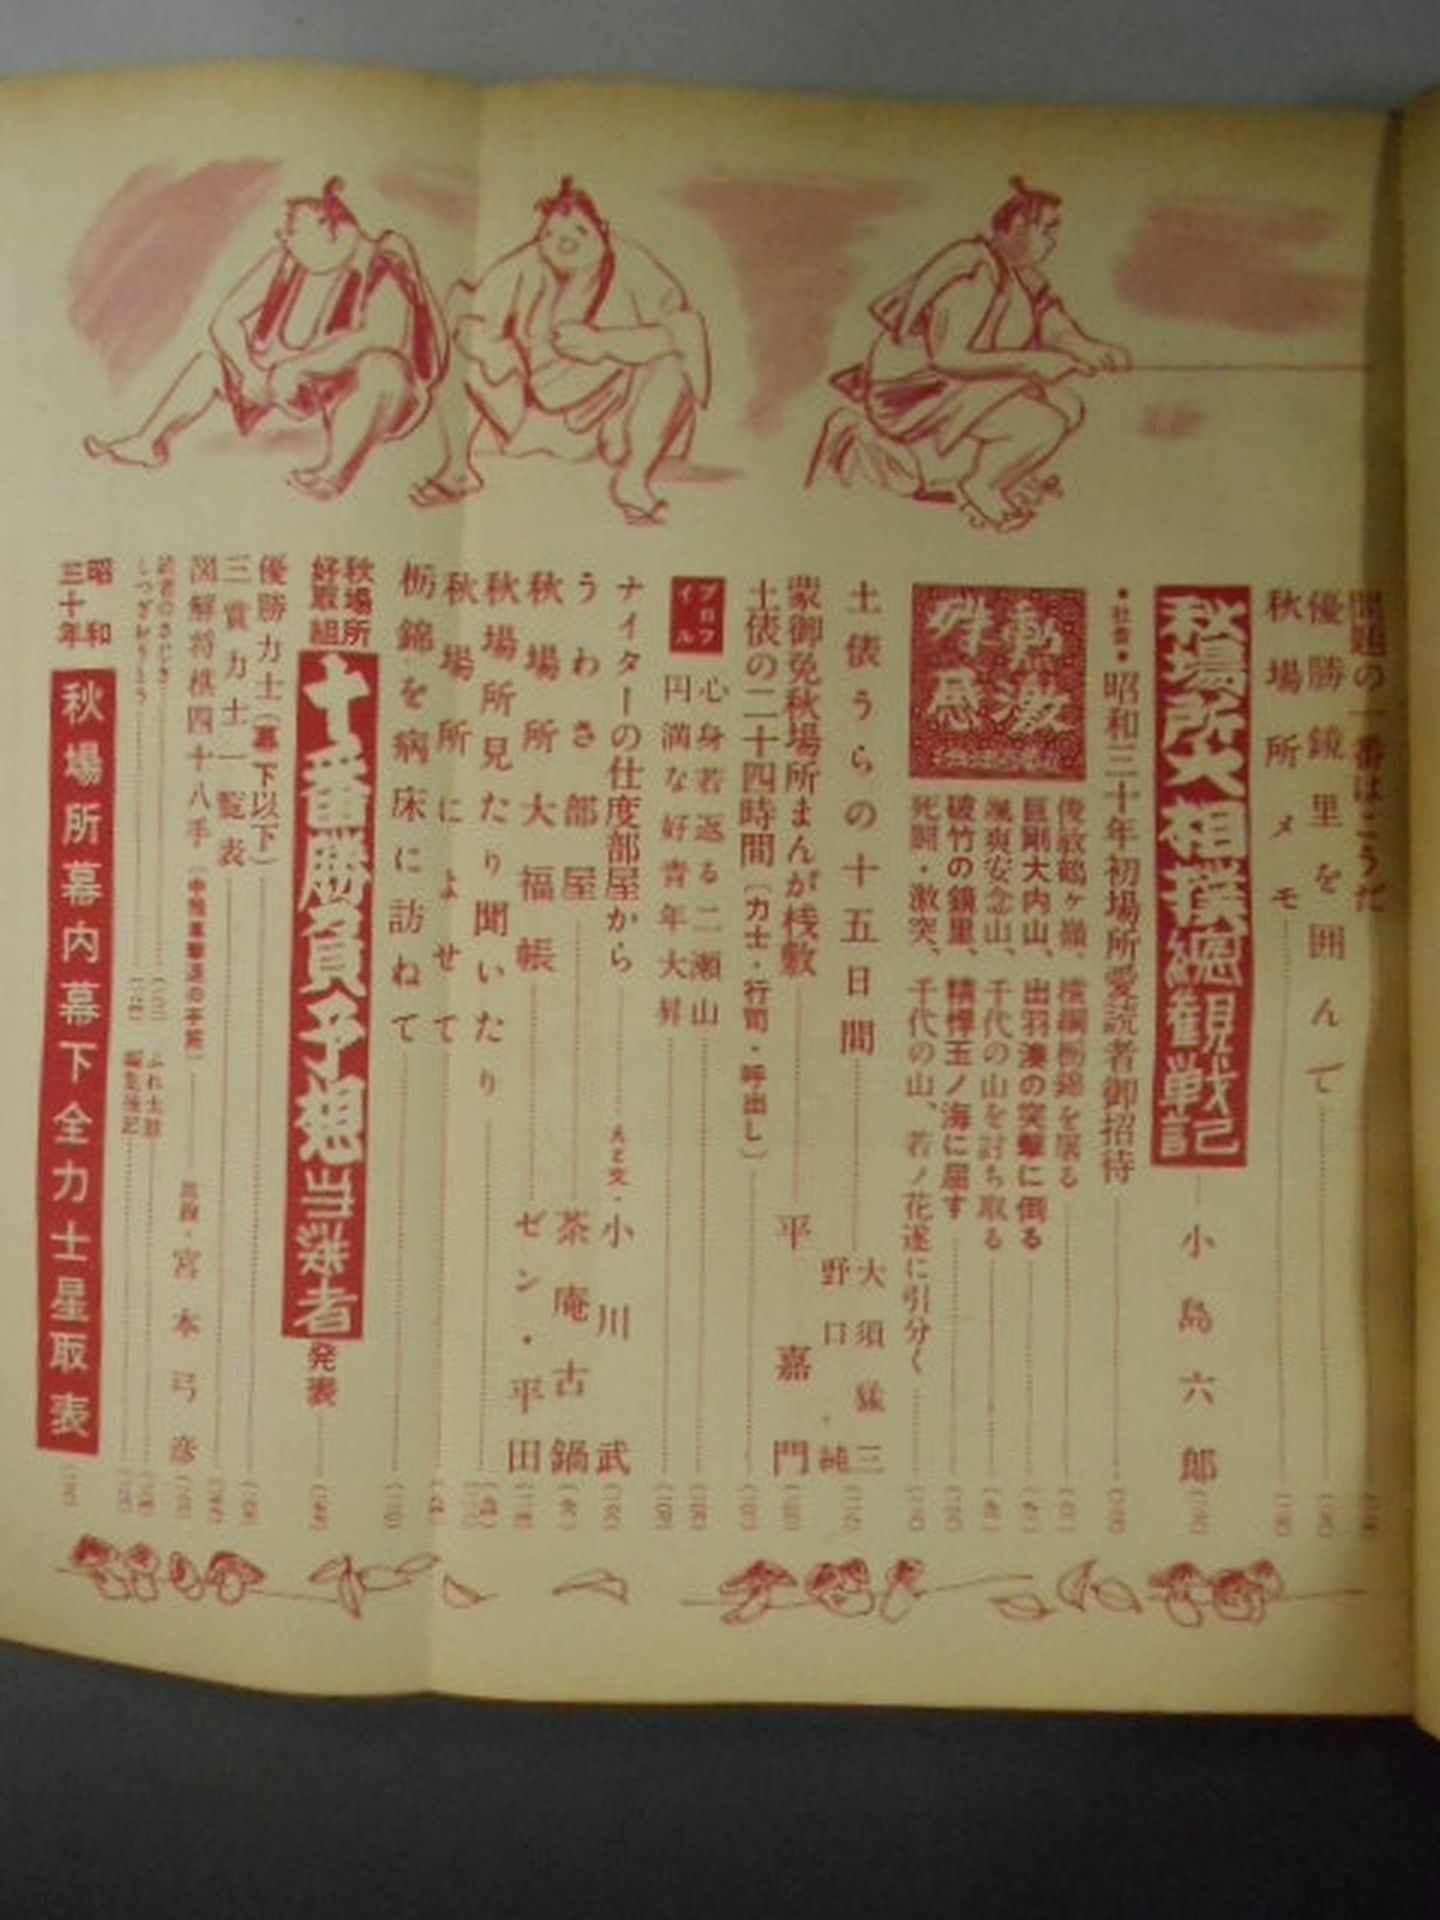 問題の一番はこうだ
優勝鏡里を囲んで
秋場所メモ
秋場所大相撲総観戦記
小島六郎
昭和三十年初場所愛読者御招待
俊敏鶴ヶ嶺、横綱栃錦を屠る
巨剛大内山、出羽湊の突撃に倒る
颯爽安念山、千代の山を討ち取る
破竹の鏡里、精悍玉ノ海に屈す
死闘・激突、千代の山、若ノ花遂に引分く
土俵うらの十五日間
大須猛三
野口純
蒙御免秋場所まんが桟敷
平嘉門
土俵の二十四時間(力士・行司・呼出し)
プロフイル
心身若返る二瀬山
円満な好青年大昇
ナイターの仕度部屋から
小川武
うわさ部屋
茶庵古鍋
秋場所大福帳
ゼン・平田
秋場所見たり聞いたり
秋場所によせて
栃錦を病床に訪ねて
秋場所好取組
十番勝負予想当選者発表
優勝力士(幕下以下)
三賞力士一覧表
図解将棋四十八手
宮本弓彦
編集後記
昭和三十年
秋場所幕内幕下全力士星取表